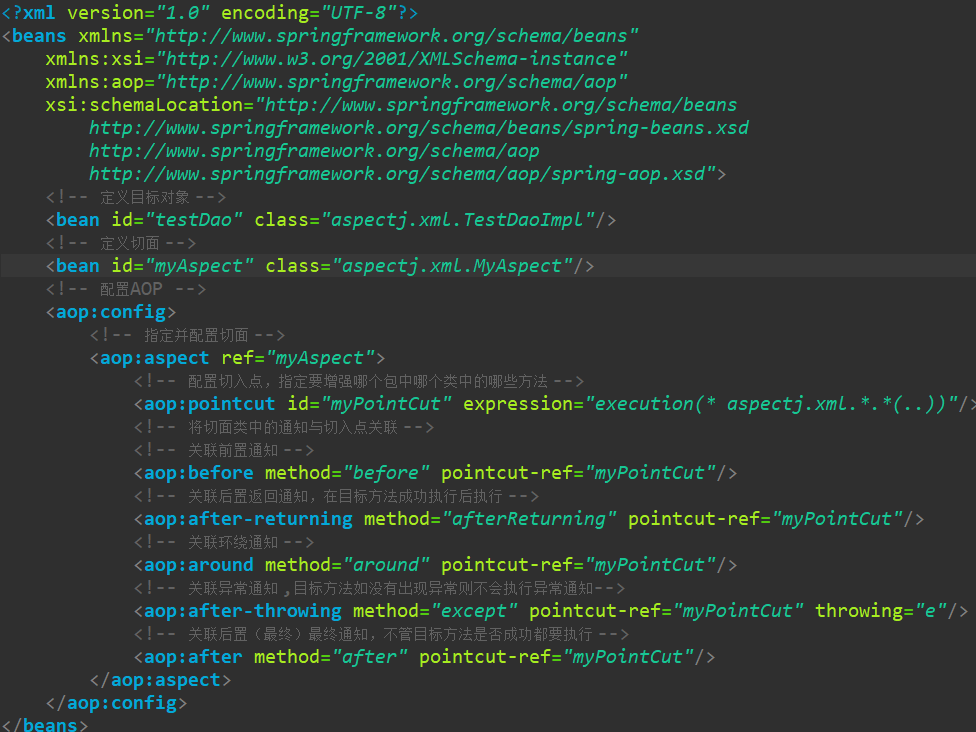 <?xml version="1.0" encoding="UTF-8"?>
<beans xmlns="http://www.springframework.org/schema/beans"
    xmlns:xsi="http://www.w3.org/2001/XMLSchema-instance"
    xmlns:aop="http://www.springframework.org/schema/aop"
    xsi:schemaLocation="http://www.springframework.org/schema/beans
        http://www.springframework.org/schema/beans/spring-beans.xsd
        http://www.springframework.org/schema/aop
        http://www.springframework.org/schema/aop/spring-aop.xsd">
    <!-- 定义目标对象 -->
    <bean id="testDao" class="aspectj.xml.TestDaoImpl"/>
    <!-- 定义切面 -->
    <bean id="myAspect" class="aspectj.xml.MyAspect"/>
    <!-- 配置AOP -->
    <aop:config>
        <!-- 指定并配置切面 -->
        <aop:aspect ref="myAspect">
            <!-- 配置切入点，指定要增强哪个包中哪个类中的哪些方法 -->
            <aop:pointcut id="myPointCut" expression="execution(* aspectj.xml.*.*(..))"/>
            <!-- 将切面类中的通知与切入点关联 -->
            <!-- 关联前置通知 -->
            <aop:before method="before" pointcut-ref="myPointCut"/>
            <!-- 关联后置返回通知，在目标方法成功执行后执行 -->
            <aop:after-returning method="afterReturning" pointcut-ref="myPointCut"/>
            <!-- 关联环绕通知 -->
            <aop:around method="around" pointcut-ref="myPointCut"/>
            <!-- 关联异常通知 ,目标方法如没有出现异常则不会执行异常通知-->
            <aop:after-throwing method="except" pointcut-ref="myPointCut" throwing="e"/>
            <!-- 关联后置（最终）最终通知，不管目标方法是否成功都要执行 -->
            <aop:after method="after" pointcut-ref="myPointCut"/>
        </aop:aspect>
    </aop:config>
</beans>